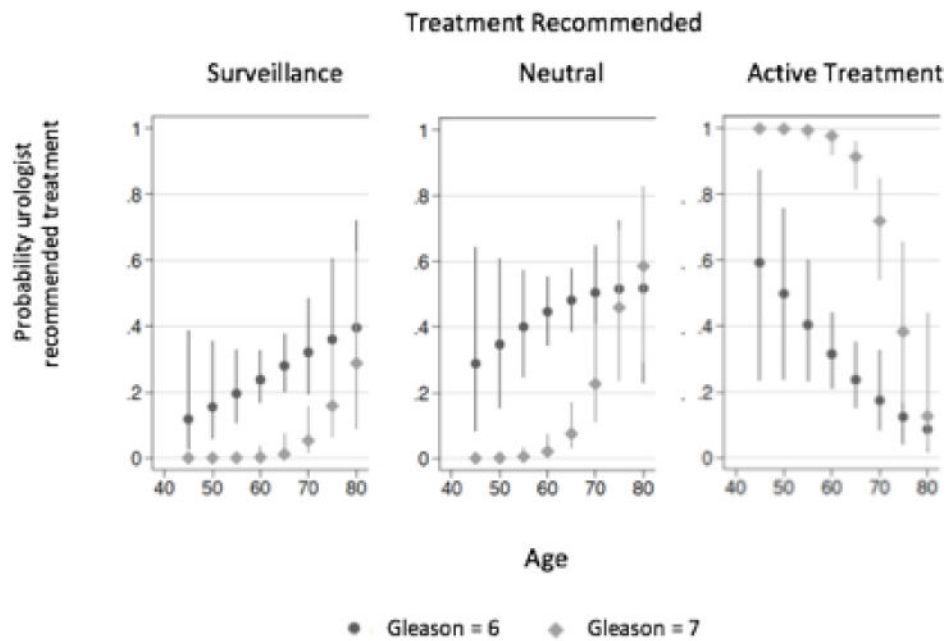 Treatment Recommended
Surveillance
Neutral
Active Treatment
Probability urologist
recommended treatment
1
.8
.6
.4
.2
0
40 50 60 70 80
1
.8
.6
.4
.2
0
40 50 60 70 80
1
.8
.6
.4
.2
0
40 50 60 70 80
Age
Gleason = 6 Gleason = 7